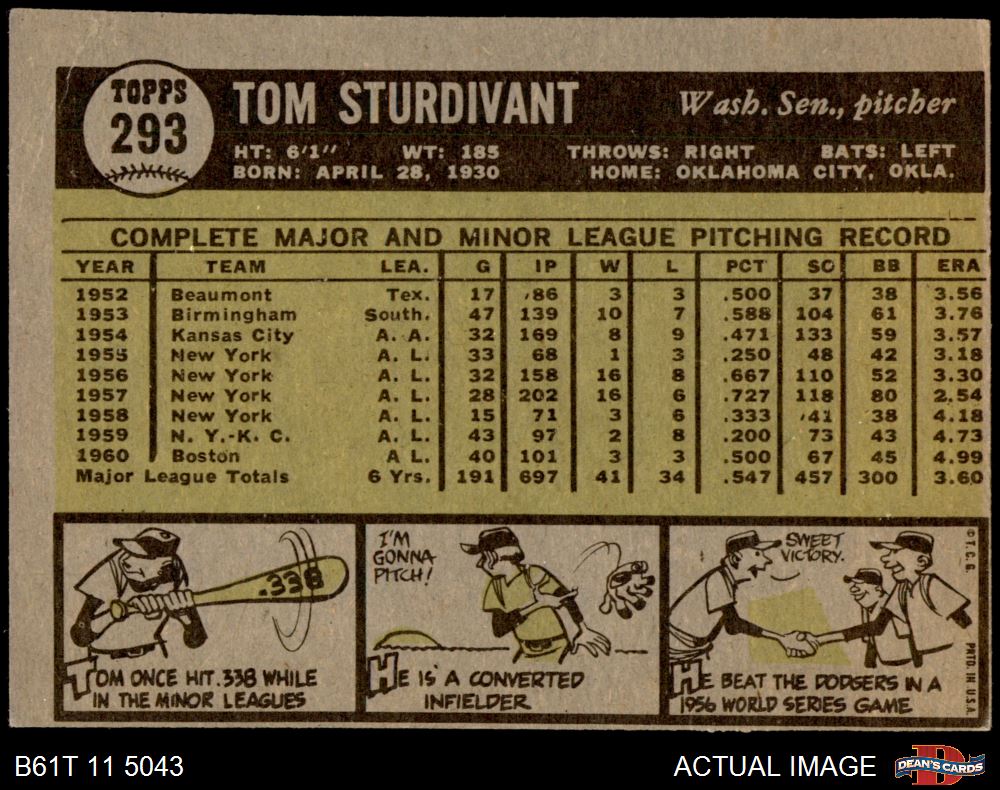 TOPPS
293
TOM STURDIVANT
Wash. Sen., pitcher
HT: 6'1" WT: 185 THROWS: RIGHT BATS: LEFT
BORN: APRIL 28, 1930 HOME: OKLAHOMA CITY, OKLA.
COMPLETE MAJOR AND MINOR LEAGUE PITCHING RECORD
YEAR TEAM LEA. G IP W L PCT SO BB ERA
1952 Beaumont Tex. 17 86 3 3 .500 37 38 3.56
1953 Birmingham South. 47 139 10 7 .588 104 61 3.76
1954 Kansas City A. A. 32 169 8 9 .471 133 59 3.57
1955 New York A. L. 33 68 1 3 .250 48 42 3.18
1956 New York A. L. 32 158 16 8 .667 110 52 3.30
1957 New York A. L. 28 202 16 6 .727 118 80 2.54
1958 New York A. L. 15 71 3 6 .333 41 38 4.18
1959 N. Y.-K. C. A. L. 43 97 2 8 .200 73 43 4.73
1960 Boston A L. 40 101 3 3 .500 67 45 4.99
Major League Totals 6 Yrs. 191 697 41 34 .547 457 300 3.60
.338
TOM ONCE HIT .338 WHILE
IN THE MINOR LEAGUES
I'M
GONNA
PITCH!
HE IS A CONVERTED
INFIELDER
SWEET
VICTORY.
HE BEAT THE DODGERS IN A
1956 WORLD SERIES GAME
© T. C. G.
PRTD. IN U.S.A.
B61T 11 5043
ACTUAL IMAGE
DEAN'S CARDS